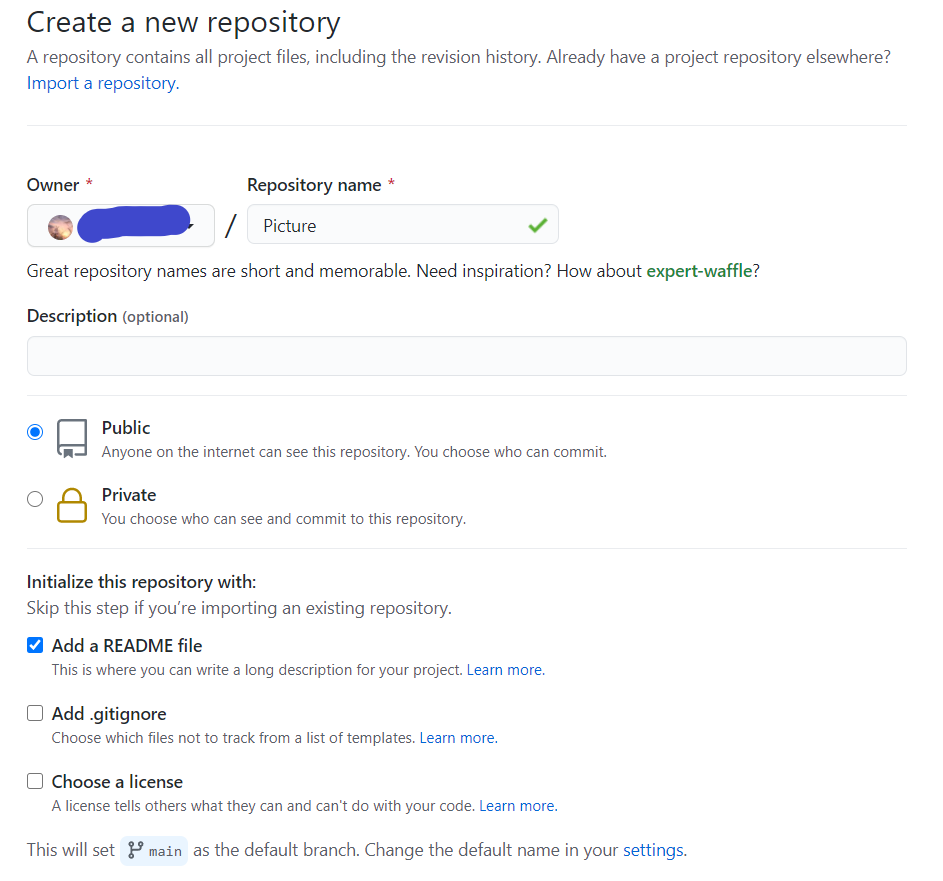 Create a new repository
A repository contains all project files, including the revision history. Already have a project repository elsewhere?
Import a repository.
Owner *
Repository name *
/
Picture
Great repository names are short and memorable. Need inspiration? How about expert-waffle?
Description (optional)
Public
Anyone on the internet can see this repository. You choose who can commit.
Private
You choose who can see and commit to this repository.
Initialize this repository with:
Skip this step if you’re importing an existing repository.
Add a README file
This is where you can write a long description for your project. Learn more.
Add .gitignore
Choose which files not to track from a list of templates. Learn more.
Choose a license
A license tells others what they can and can't do with your code. Learn more.
This will set main as the default branch. Change the default name in your settings.